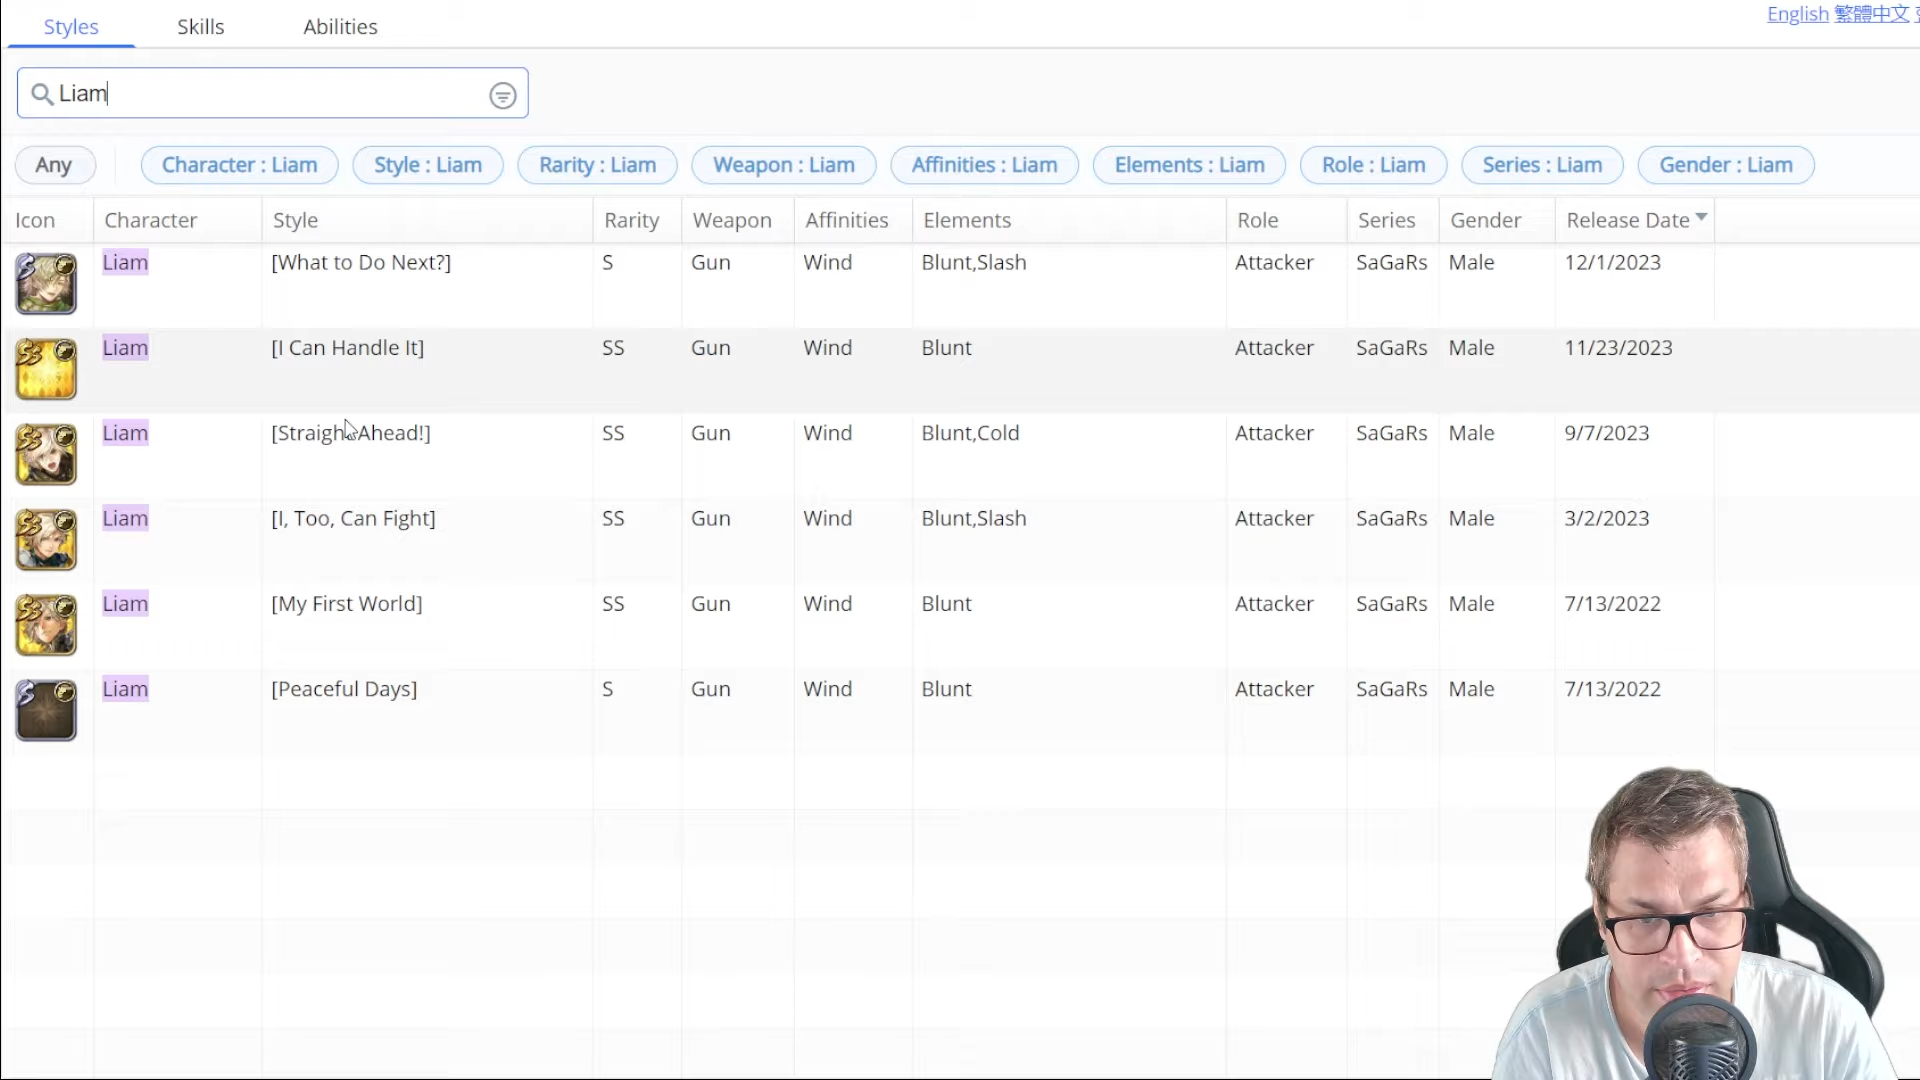 Styles Skills Abilities English 繁體中文
Liam
Any Character : Liam Style : Liam Rarity : Liam Weapon : Liam Affinities : Liam Elements : Liam Role : Liam Series : Liam Gender : Liam
Icon Character Style Rarity Weapon Affinities Elements Role Series Gender Release Date
Liam [What to Do Next?] S Gun Wind Blunt,Slash Attacker SaGaRs Male 12/1/2023
Liam [I Can Handle It] SS Gun Wind Blunt Attacker SaGaRs Male 11/23/2023
Liam [Straight Ahead!] SS Gun Wind Blunt,Cold Attacker SaGaRs Male 9/7/2023
Liam [I, Too, Can Fight] SS Gun Wind Blunt,Slash Attacker SaGaRs Male 3/2/2023
Liam [My First World] SS Gun Wind Blunt Attacker SaGaRs Male 7/13/2022
Liam [Peaceful Days] S Gun Wind Blunt Attacker SaGaRs Male 7/13/2022